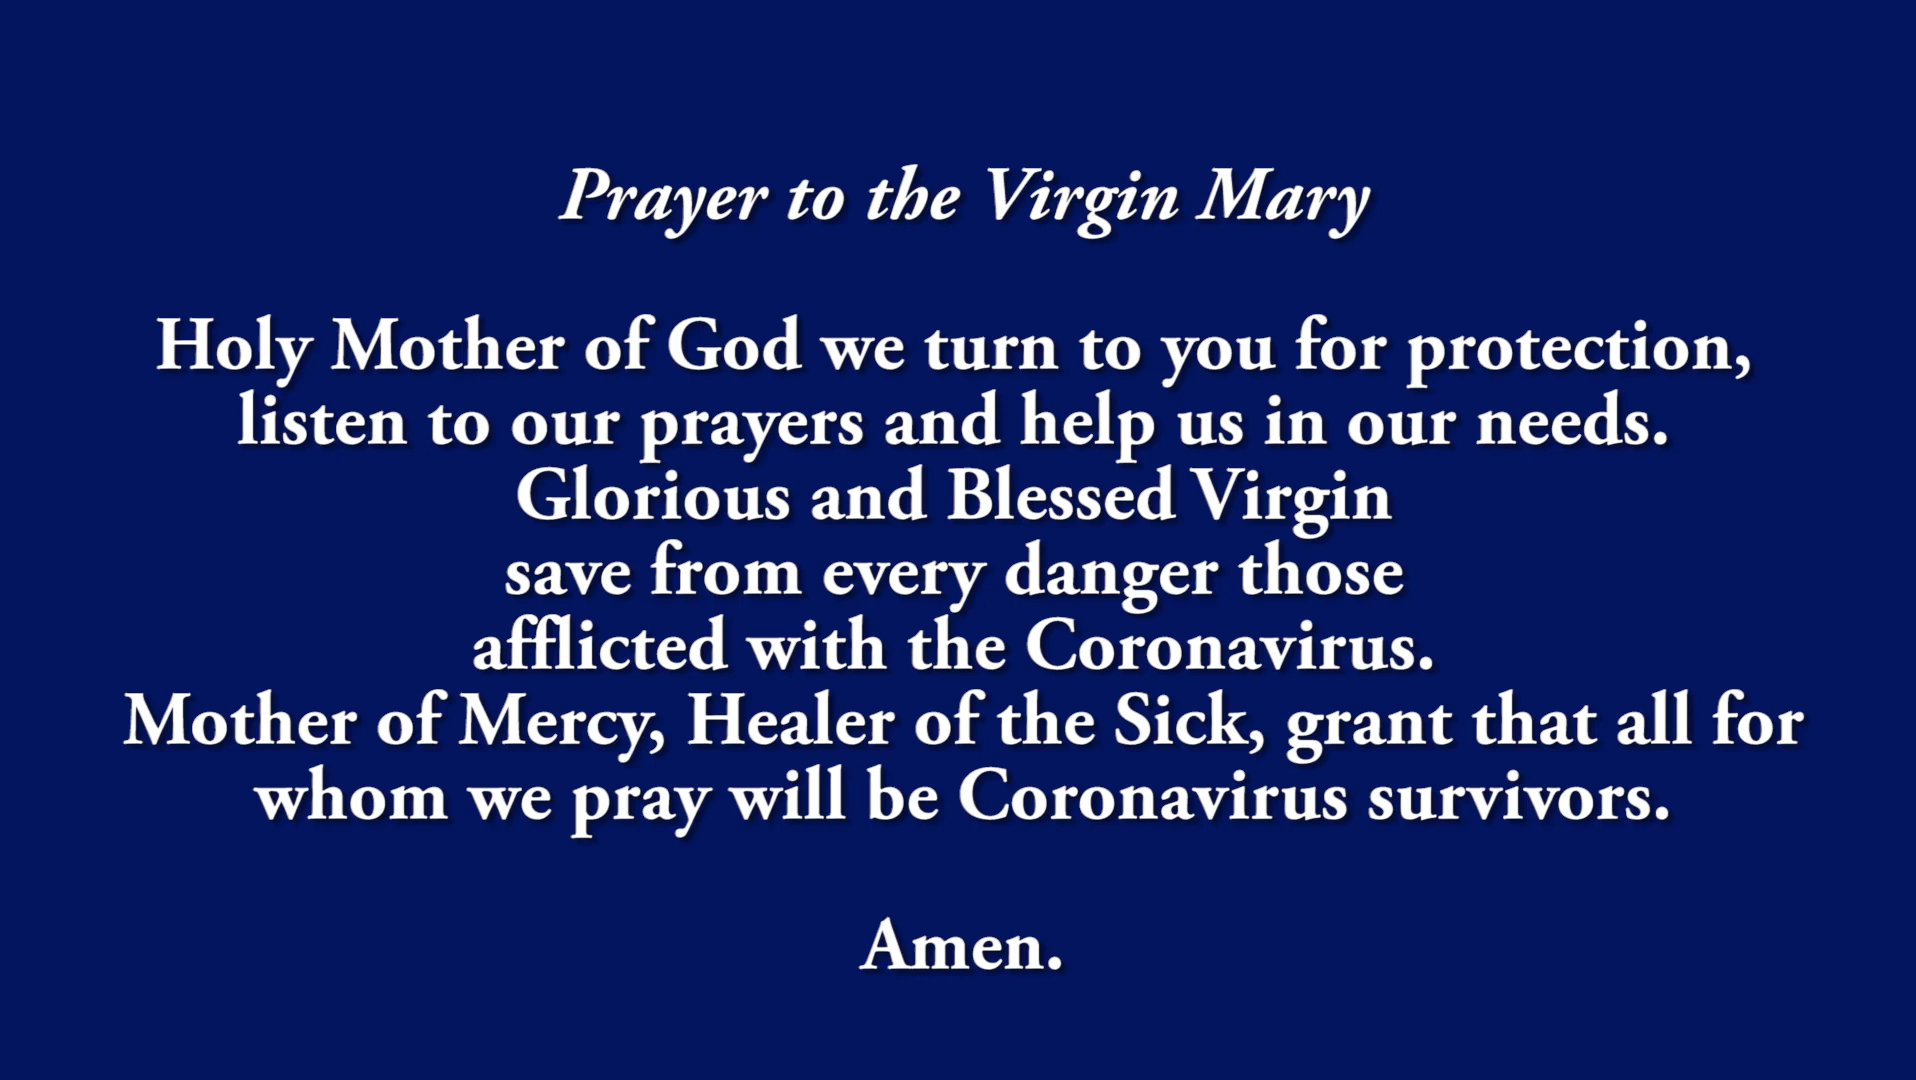 Prayer to the Virgin Mary
Holy Mother of God we turn to you for protection,
listen to our prayers and help us in our needs.
Glorious and Blessed Virgin
save from every danger those
afflicted with the Coronavirus.
Mother of Mercy, Healer of the Sick, grant that all for
whom we pray will be Coronavirus survivors.
Amen.